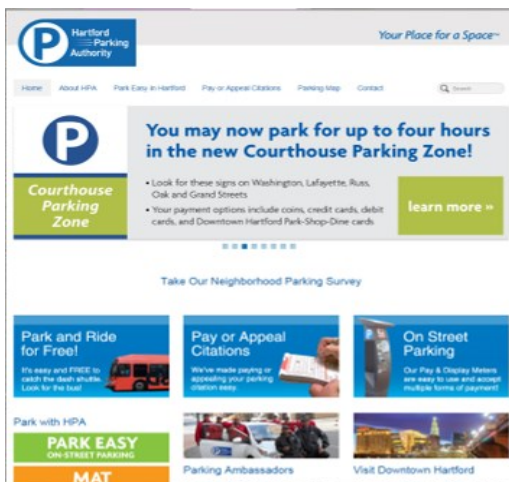 P
Hartford
Parking
Authority
Your Place for a Space℠
Home About HPA Park Easy in Hartford Pay or Appeal Citations Parking Map Contact Search
P
You may now park for up to four hours
in the new Courthouse Parking Zone!
Courthouse
Parking
Zone
• Look for these signs on Washington, Lafayette, Russ,
Oak and Grand Streets
• Your payment options include coins, credit cards, debit
cards, and Downtown Hartford Park-Shop-Dine cards
learn more »
Take Our Neighborhood Parking Survey
Park and Ride
for Free!
It's easy and FREE to
catch the dash shuttle.
Look for the bus!
Pay or Appeal
Citations
We've made paying or
appealing your parking
citation easy.
On Street
Parking
Our Pay & Display Meters
are easy to use and accept
multiple forms of payment!
Park with HPA
PARK EASY
ON-STREET PARKING
MAT
P
Parking Ambassadors
Visit Downtown Hartford